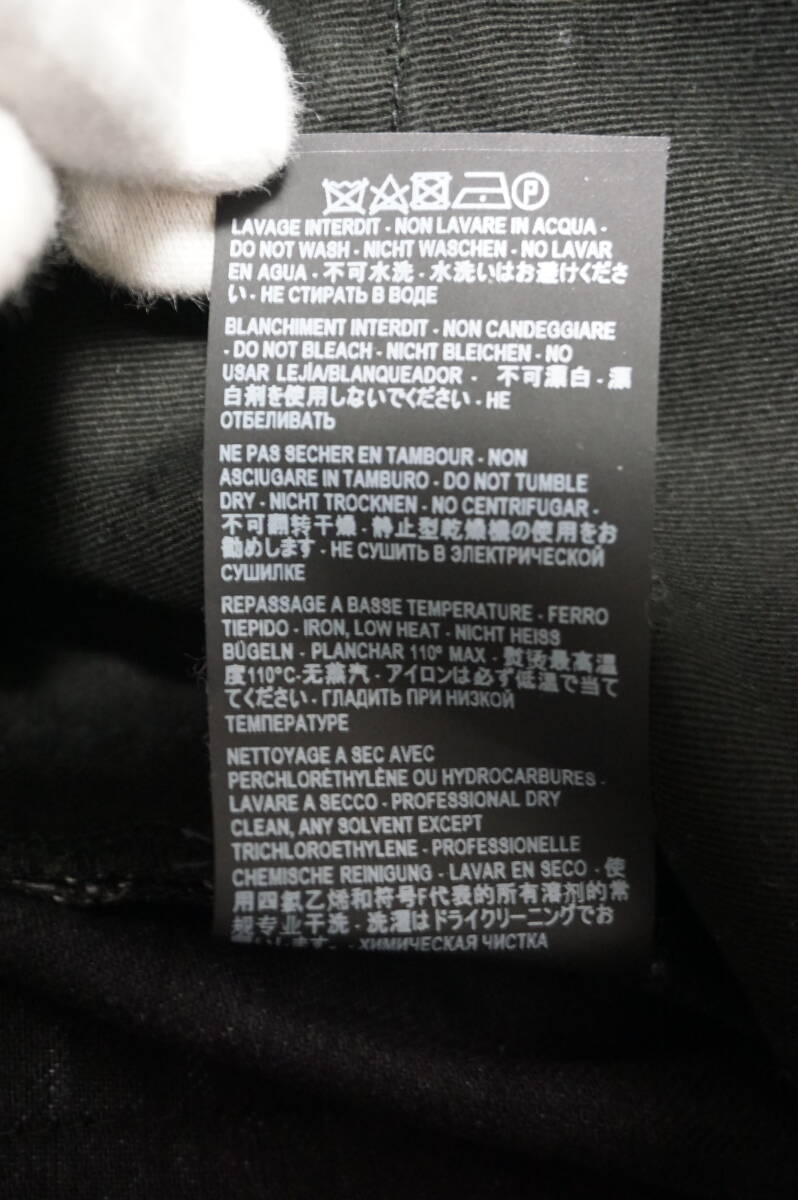 P
LAVAGE INTERDIT - NON LAVARE IN ACQUA -
DO NOT WASH - NICHT WASCHEN - NO LAVAR
EN AGUA - 不可水洗 - 水洗いはお避けくださ
い - НЕ СТИРАТЬ В ВОДЕ
BLANCHIMENT INTERDIT - NON CANDEGGIARE
- DO NOT BLEACH - NICHT BLEICHEN - NO
USAR LEJÍA/BLANQUEADOR - 不可漂白 - 漂
白剤を使用しないでください - НЕ
ОТБЕЛИВАТЬ
NE PAS SECHER EN TAMBOUR - NON
ASCIUGARE IN TAMBURO - DO NOT TUMBLE
DRY - NICHT TROCKNEN - NO CENTRIFUGAR -
不可翻转干燥 - 静止型乾燥機の使用をお
勧めします - НЕ СУШИТЬ В ЭЛЕКТРИЧЕСКОЙ
СУШИЛКЕ
REPASSAGE A BASSE TEMPERATURE - FERRO
TIEPIDO - IRON, LOW HEAT - NICHT HEISS
BÜGELN - PLANCHAR 110º MAX - 熨烫最高温
度110°C-无蒸汽 - アイロンは必ず低温で当て
てください - ГЛАДИТЬ ПРИ НИЗКОЙ
ТЕМПЕРАТУРЕ
NETTOYAGE A SEC AVEC
PERCHLORÉTHYLÈNE OU HYDROCARBURES -
LAVARE A SECCO - PROFESSIONAL DRY
CLEAN, ANY SOLVENT EXCEPT
TRICHLOROETHYLENE - PROFESSIONELLE
CHEMISCHE REINIGUNG - LAVAR EN SECO - 使
用四氯乙烯和符号F代表的所有溶剂的常
规专业干洗 - 洗濯はドライクリーニングでお
願いします - ХИМИЧЕСКАЯ ЧИСТКА